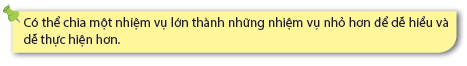 Có thể chia một nhiệm vụ lớn thành những nhiệm vụ nhỏ hơn để dễ hiểu và
dễ thực hiện hơn.